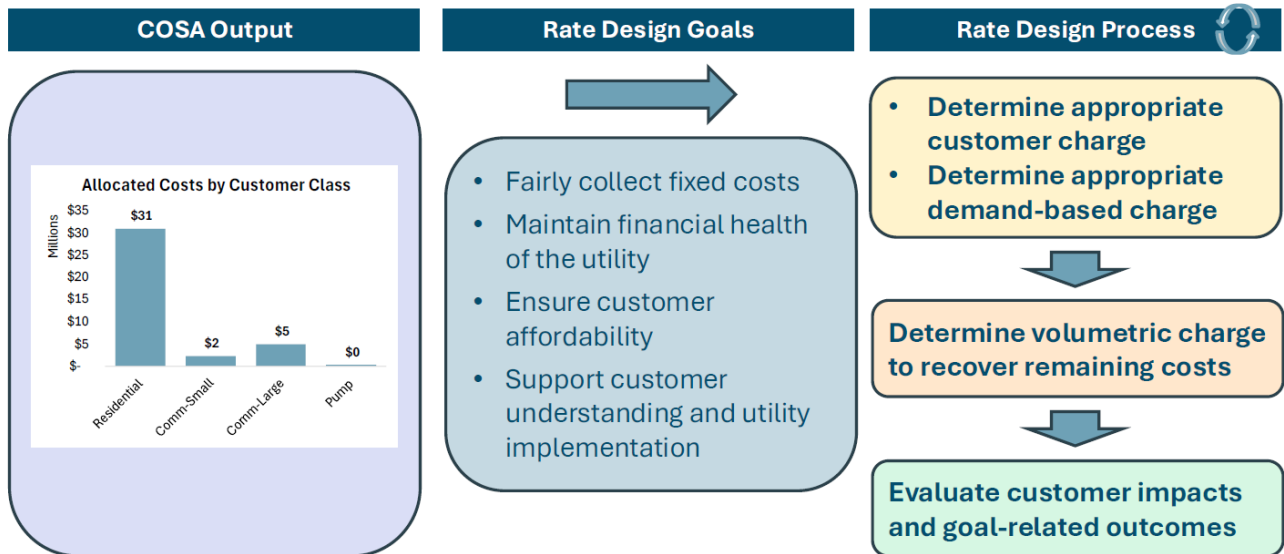 COSA Output
Allocated Costs by Customer Class
Millions
$35
$30
$25
$20
$15
$10
$5
$-
$31
$2
$5
$0
Residential
Comm-Small
Comm-Large
Pump
Rate Design Goals
• Fairly collect fixed costs
• Maintain financial health
of the utility
• Ensure customer
affordability
• Support customer
understanding and utility
implementation
Rate Design Process
• Determine appropriate
customer charge
• Determine appropriate
demand-based charge
Determine volumetric charge
to recover remaining costs
Evaluate customer impacts
and goal-related outcomes